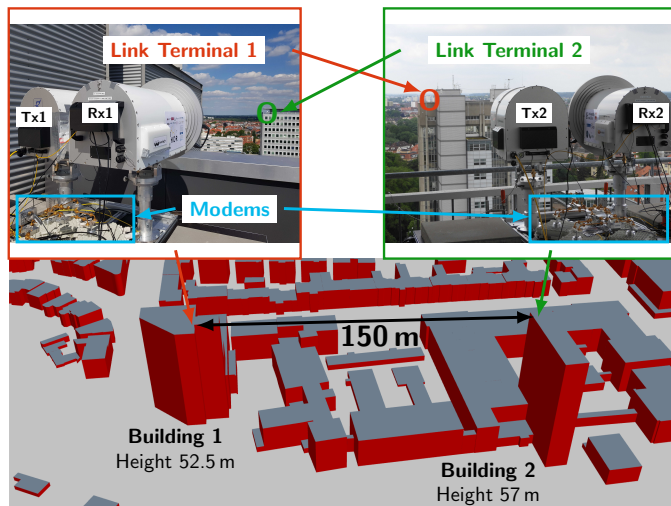 Link Terminal 1
Link Terminal 2
Tx1
Rx1
Tx2
Rx2
Modems
150 m
Building 1
Height 52.5 m
Building 2
Height 57 m